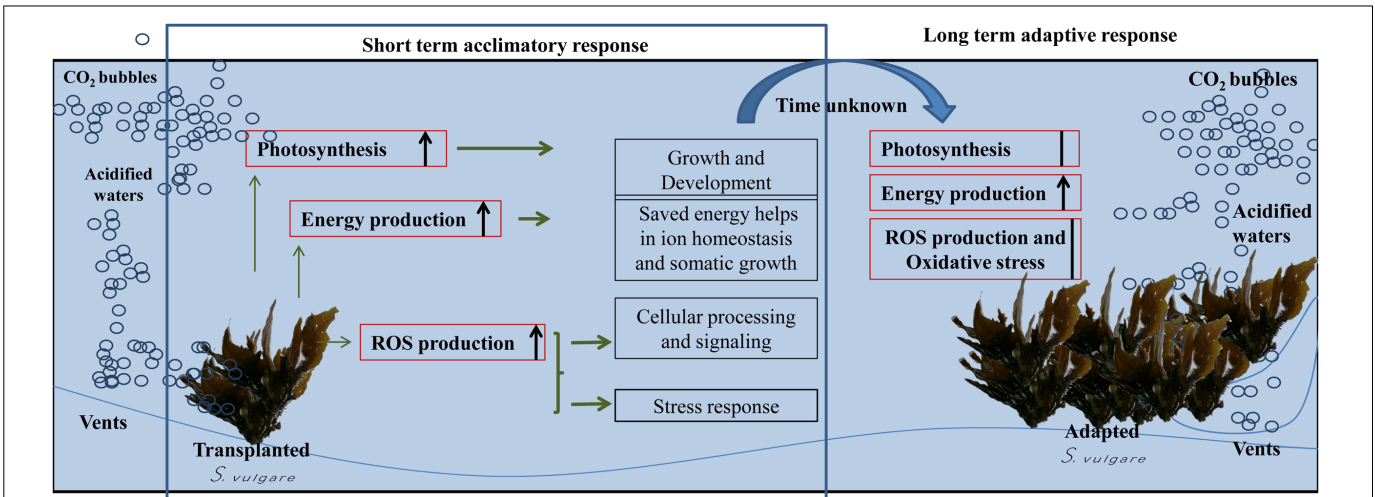 Short term acclimatory response
Long term adaptive response
CO₂ bubbles
CO₂ bubbles
Time unknown
Photosynthesis
Growth and
Development
Photosynthesis
Acidified
waters
Energy production
Saved energy helps
in ion homeostasis
and somatic growth
Energy production
Acidified
waters
ROS production and
Oxidative stress
ROS production
Cellular processing
and signaling
Stress response
Vents
Transplanted
S. vulgare
Adapted
S. vulgare
Vents